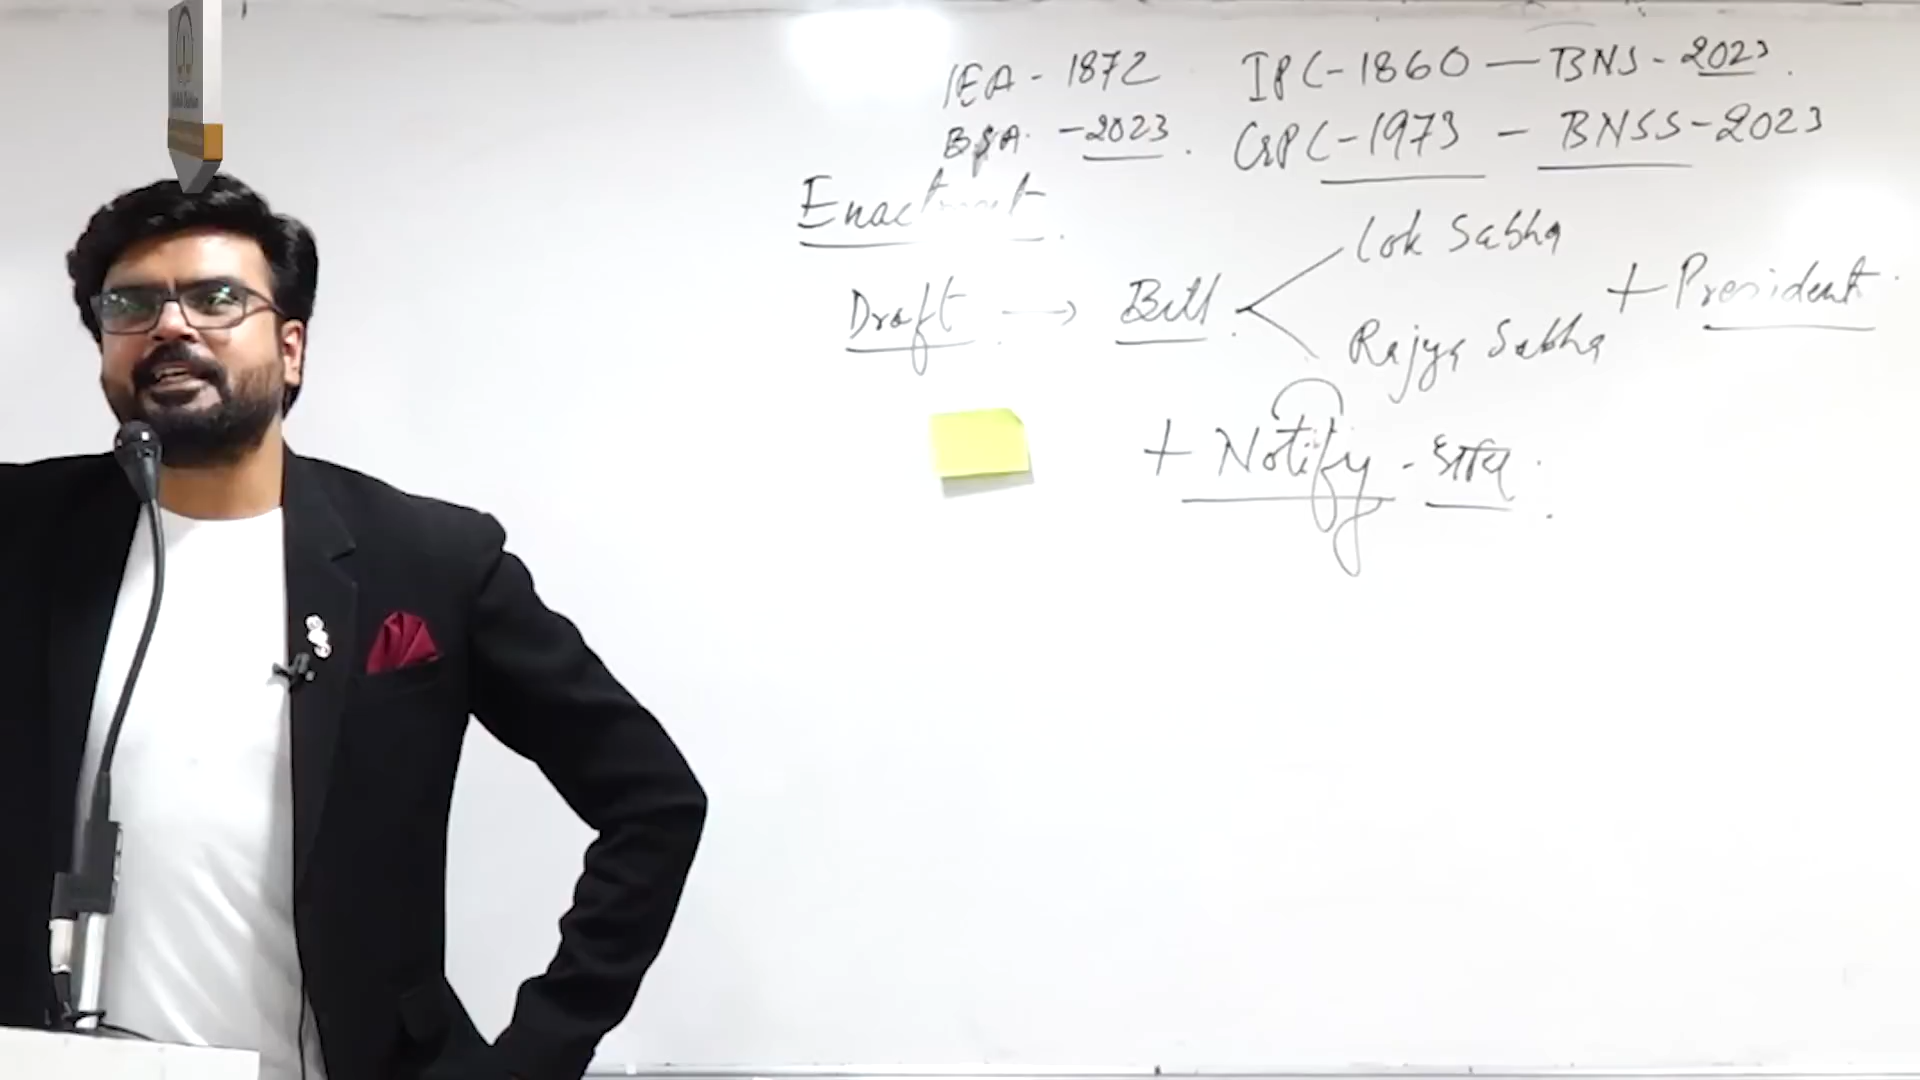 IEA - 1872 IPC - 1860 — BNS - 2023.
BSA - 2023. CrPC - 1973 - BNSS - 2023
Enactment.
Lok Sabha
Draft → Bill + President
Rajya Sabha
+ Notify -